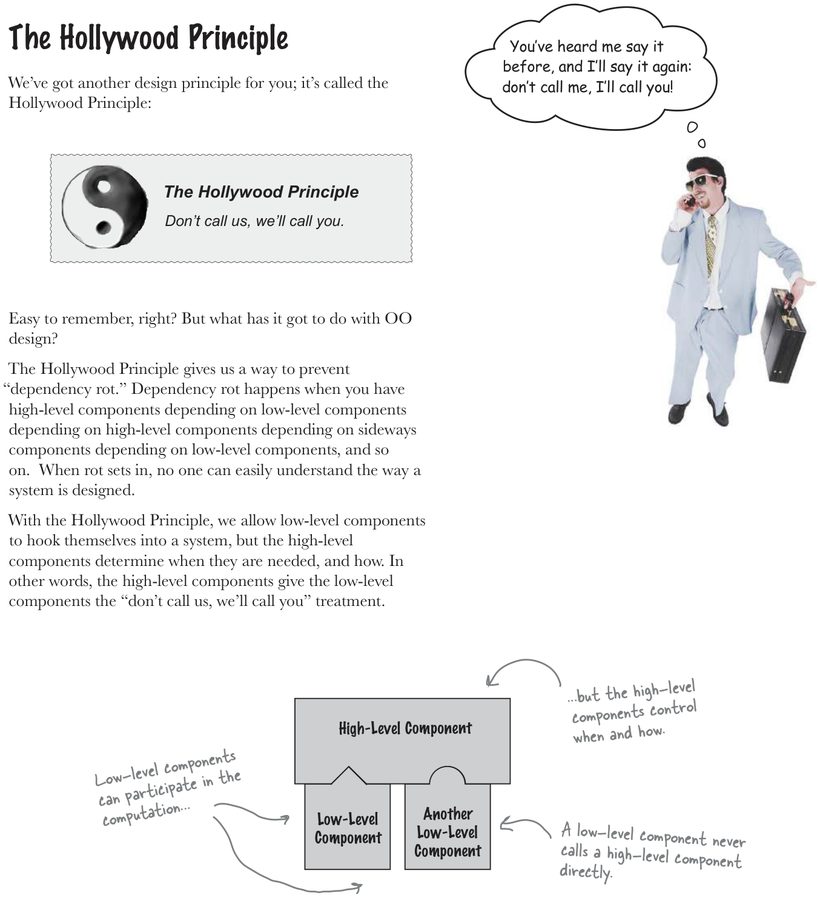 The Hollywood Principle
We've got another design principle for you; it's called the
Hollywood Principle:
You've heard me say it
before, and I'll say it again:
don't call me, I'll call you!
The Hollywood Principle
Don't call us, we'll call you.
Easy to remember, right? But what has it got to do with OO
design?
The Hollywood Principle gives us a way to prevent
“dependency rot.” Dependency rot happens when you have
high-level components depending on low-level components
depending on high-level components depending on sideways
components depending on low-level components, and so
on. When rot sets in, no one can easily understand the way a
system is designed.
With the Hollywood Principle, we allow low-level components
to hook themselves into a system, but the high-level
components determine when they are needed, and how. In
other words, the high-level components give the low-level
components the “don't call us, we'll call you” treatment.
...but the high-level
components control
when and how.
High-Level Component
Low-level components
can participate in the
computation...
Low-Level
Component
Another
Low-Level
Component
A low-level component never
calls a high-level component
directly.